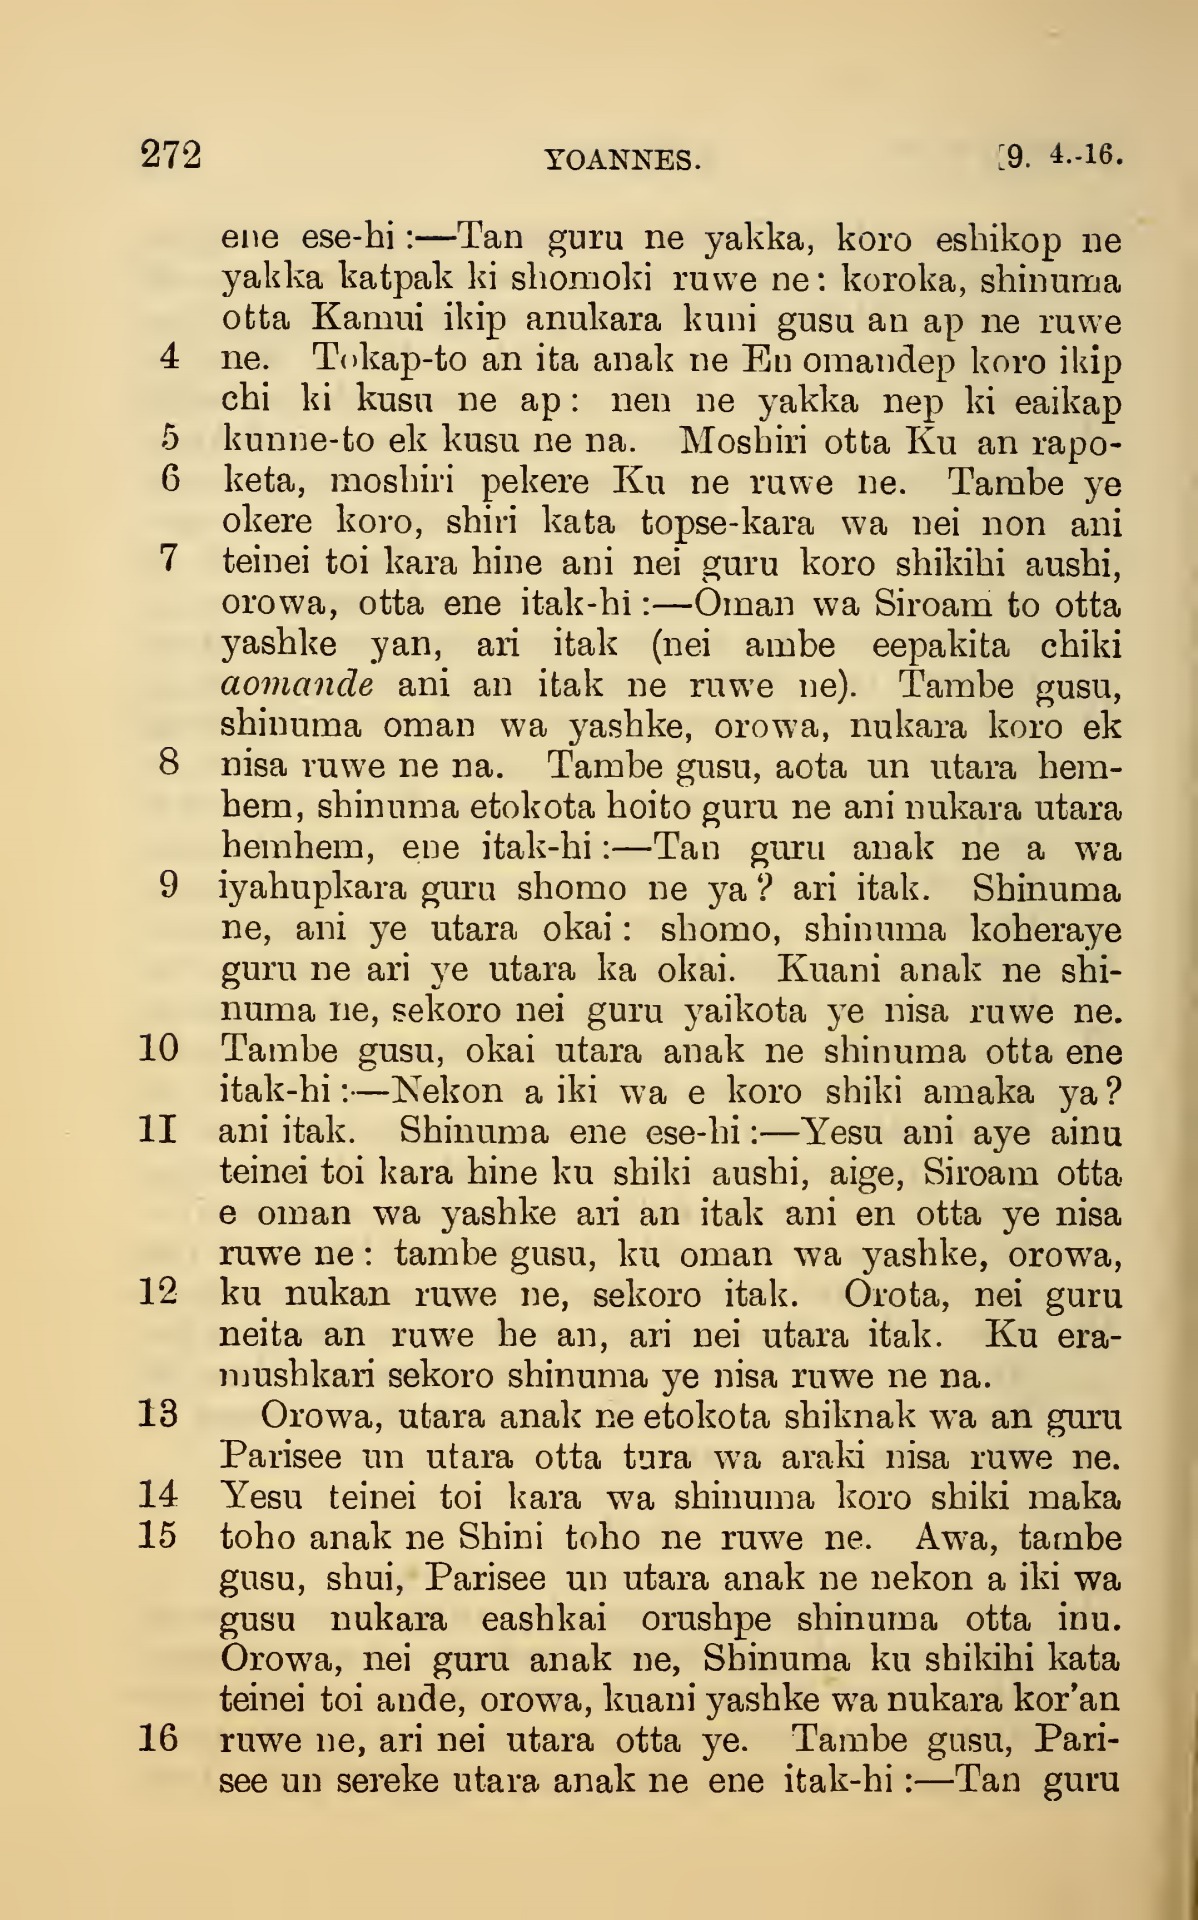 272 YOANNES. [9. 4.-16.
ene ese-hi :—Tan guru ne yakka, koro eshikop ne
yakka katpak ki shomoki ruwe ne : koroka, shinuma
otta Kamui ikip anukara kuni gusu an ap ne ruwe
4 ne. Tokap-to an ita anak ne En omandep koro ikip
chi ki kusu ne ap : nen ne yakka nep ki eaikap
5 kunne-to ek kusu ne na. Moshiri otta Ku an rapo-
6 keta, moshiri pekere Ku ne ruwe ne. Tambe ye
okere koro, shiri kata topse-kara wa nei non ani
7 teinei toi kara hine ani nei guru koro shikihi aushi,
orowa, otta ene itak-hi :—Oman wa Siroam to otta
yashke yan, ari itak (nei ambe eepakita chiki
aomande ani an itak ne ruwe ne). Tambe gusu,
shinuma oman wa yashke, orowa, nukara koro ek
8 nisa ruwe ne na. Tambe gusu, aota un utara hem-
hem, shinuma etokota hoito guru ne ani nukara utara
hemhem, ene itak-hi :—Tan guru anak ne a wa
9 iyahupkara guru shomo ne ya ? ari itak. Shinuma
ne, ani ye utara okai : shomo, shinuma koheraye
guru ne ari ye utara ka okai. Kuani anak ne shi-
numa ne, sekoro nei guru yaikota ye nisa ruwe ne.
10 Tambe gusu, okai utara anak ne shinuma otta ene
itak-hi :—Nekon a iki wa e koro shiki amaka ya ?
11 ani itak. Shinuma ene ese-hi :—Yesu ani aye ainu
teinei toi kara hine ku shiki aushi, aige, Siroam otta
e oman wa yashke ari an itak ani en otta ye nisa
ruwe ne : tambe gusu, ku oman wa yashke, orowa,
12 ku nukan ruwe ne, sekoro itak. Orota, nei guru
neita an ruwe he an, ari nei utara itak. Ku era-
mushkari sekoro shinuma ye nisa ruwe ne na.
13 Orowa, utara anak ne etokota shiknak wa an guru
Parisee un utara otta tura wa araki nisa ruwe ne.
14 Yesu teinei toi kara wa shinuma koro shiki maka
15 toho anak ne Shini toho ne ruwe ne. Awa, tambe
gusu, shui, Parisee un utara anak ne nekon a iki wa
gusu nukara eashkai orushpe shinuma otta inu.
Orowa, nei guru anak ne, Shinuma ku shikihi kata
teinei toi ande, orowa, kuani yashke wa nukara kor'an
16 ruwe ne, ari nei utara otta ye. Tambe gusu, Pari-
see un sereke utara anak ne ene itak-hi :—Tan guru